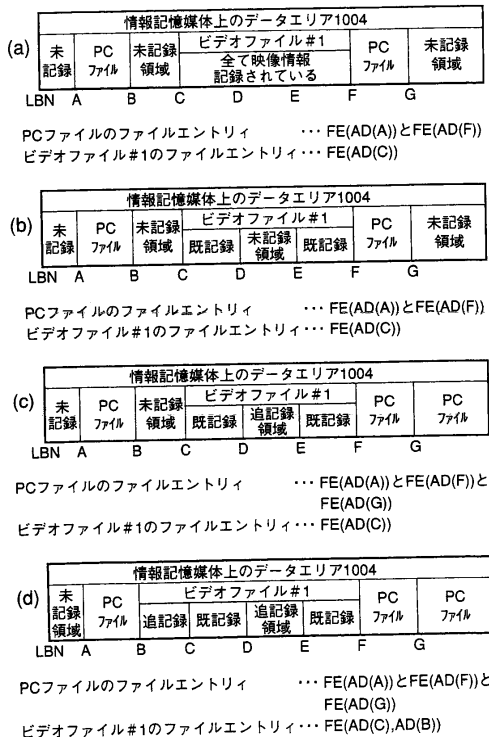 (a)
情報記憶媒体上のデータエリア1004
未記録 PCファイル 未記録領域 ビデオファイル#1 全て映像情報記録されている PCファイル 未記録領域
LBN A B C D E F G
PCファイルのファイルエントリィ ・・・ FE(AD(A))とFE(AD(F))
ビデオファイル#1のファイルエントリィ・・・ FE(AD(C))
(b)
情報記憶媒体上のデータエリア1004
未記録 PCファイル 未記録領域 ビデオファイル#1 既記録 未記録領域 既記録 PCファイル 未記録領域
LBN A B C D E F G
PCファイルのファイルエントリィ ・・・ FE(AD(A))とFE(AD(F))
ビデオファイル#1のファイルエントリィ・・・ FE(AD(C))
(c)
情報記憶媒体上のデータエリア1004
未記録 PCファイル 未記録領域 ビデオファイル#1 既記録 追記録領域 既記録 PCファイル PCファイル
LBN A B C D E F G
PCファイルのファイルエントリィ ・・・ FE(AD(A))とFE(AD(F))と
FE(AD(G))
ビデオファイル#1のファイルエントリィ・・・ FE(AD(C))
(d)
情報記憶媒体上のデータエリア1004
未記録領域 PCファイル ビデオファイル#1 追記録 既記録 追記録領域 既記録 PCファイル PCファイル
LBN A B C D E F G
PCファイルのファイルエントリィ ・・・ FE(AD(A))とFE(AD(F))と
FE(AD(G))
ビデオファイル#1のファイルエントリィ・・・ FE(AD(C),AD(B))